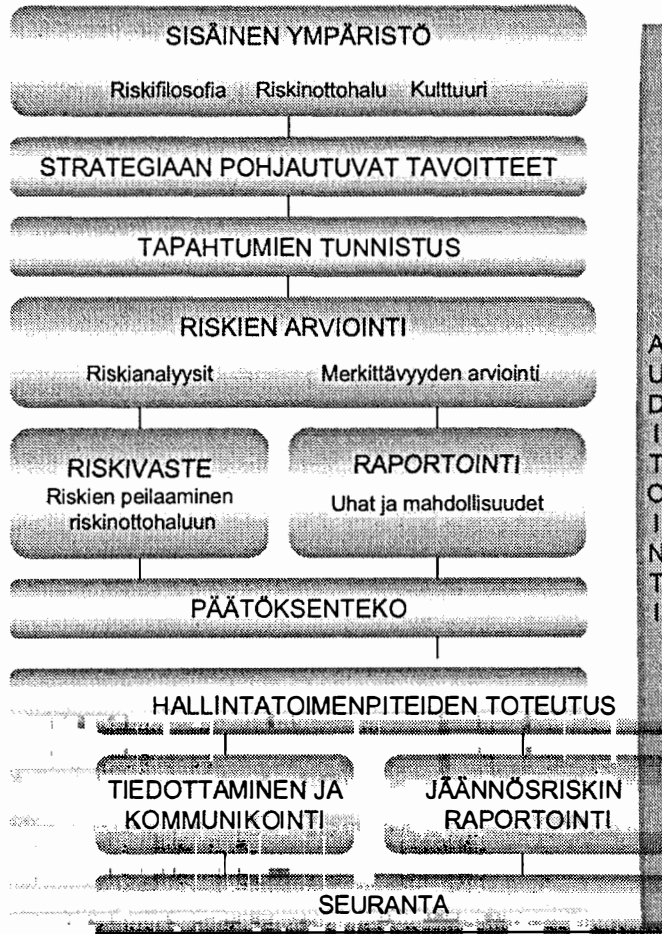 SISÄINEN YMPÄRISTÖ
Riskifilosofia Riskinottohalu Kulttuuri
STRATEGIAAN POHJAUTUVAT TAVOITTEET
TAPAHTUMIEN TUNNISTUS
RISKIEN ARVIOINTI
Riskianalyysit Merkittävyyden arviointi
RISKIVASTE
Riskien peilaaminen
riskinottohaluun
RAPORTOINTI
Uhat ja mahdollisuudet
PÄÄTÖKSENTEKO
HALLINTATOIMENPITEIDEN TOTEUTUS
TIEDOTTAMINEN JA
KOMMUNIKOINTI
JÄÄNNÖSRISKIN
RAPORTOINTI
SEURANTA
AUDITOINTI